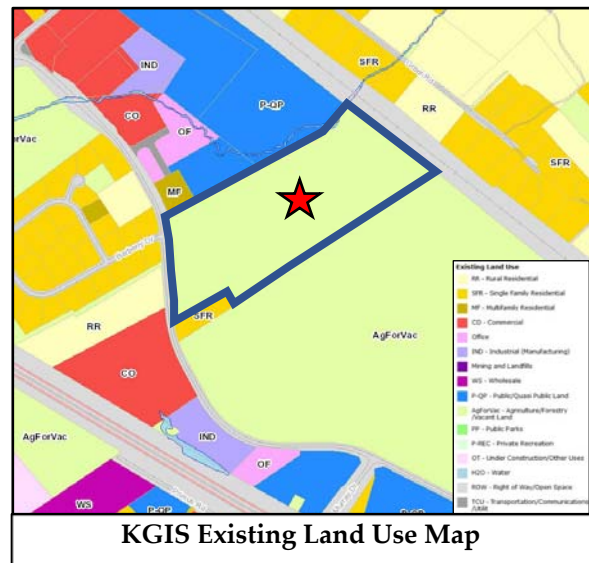 SFR
IND
P-QP
RR
CO
OF
SFR
AgForVac
MF
SFR
RR
AgForVac
CO
IND
AgForVac
OF
WS
P-QP
P-QP
Existing Land Use
RR - Rural Residential
SFR - Single Family Residential
MF - Multifamily Residential
CO - Commercial
Office
IND - Industrial (Manufacturing)
Mining and Landfills
WS - Wholesale
P-QP - Public/Quasi Public Land
AgForVac - Agriculture/Forestry
/Vacant Land
PP - Public Parks
P-REC - Private Recreation
OT - Under Construction/Other Uses
H2O - Water
ROW - Right of Way/Open Space
TCU - Transportation/Communications
/Utilit
KGIS Existing Land Use Map